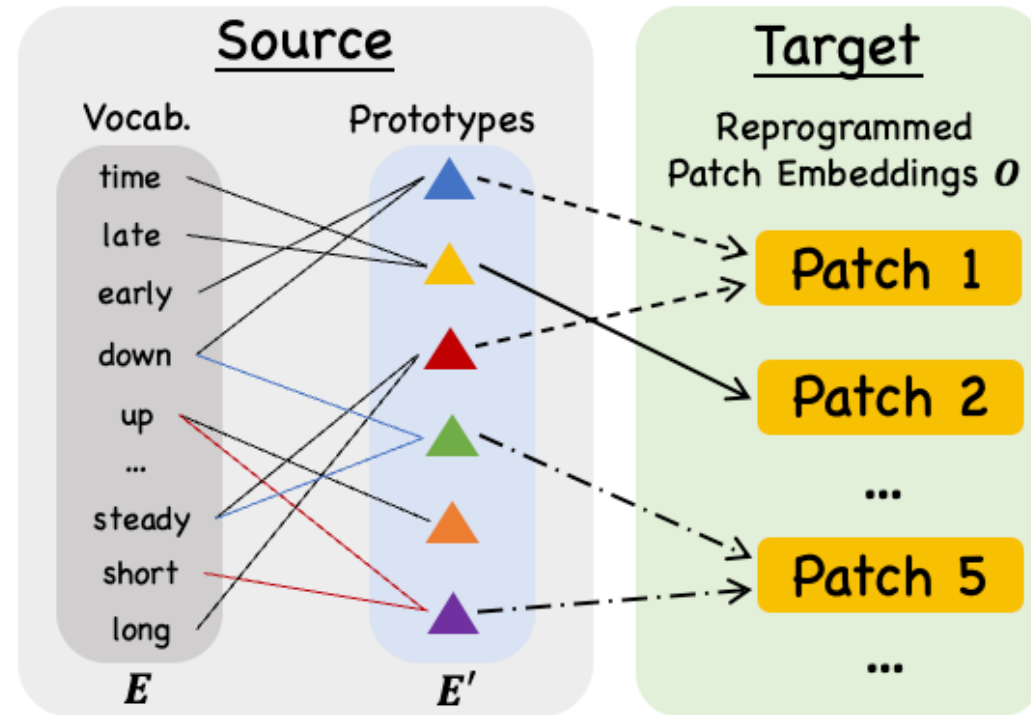 Source
Vocab.
time
late
early
down
up
...
steady
short
long
E
Prototypes
E'
Target
Reprogrammed
Patch Embeddings O
Patch 1
Patch 2
...
Patch 5
...